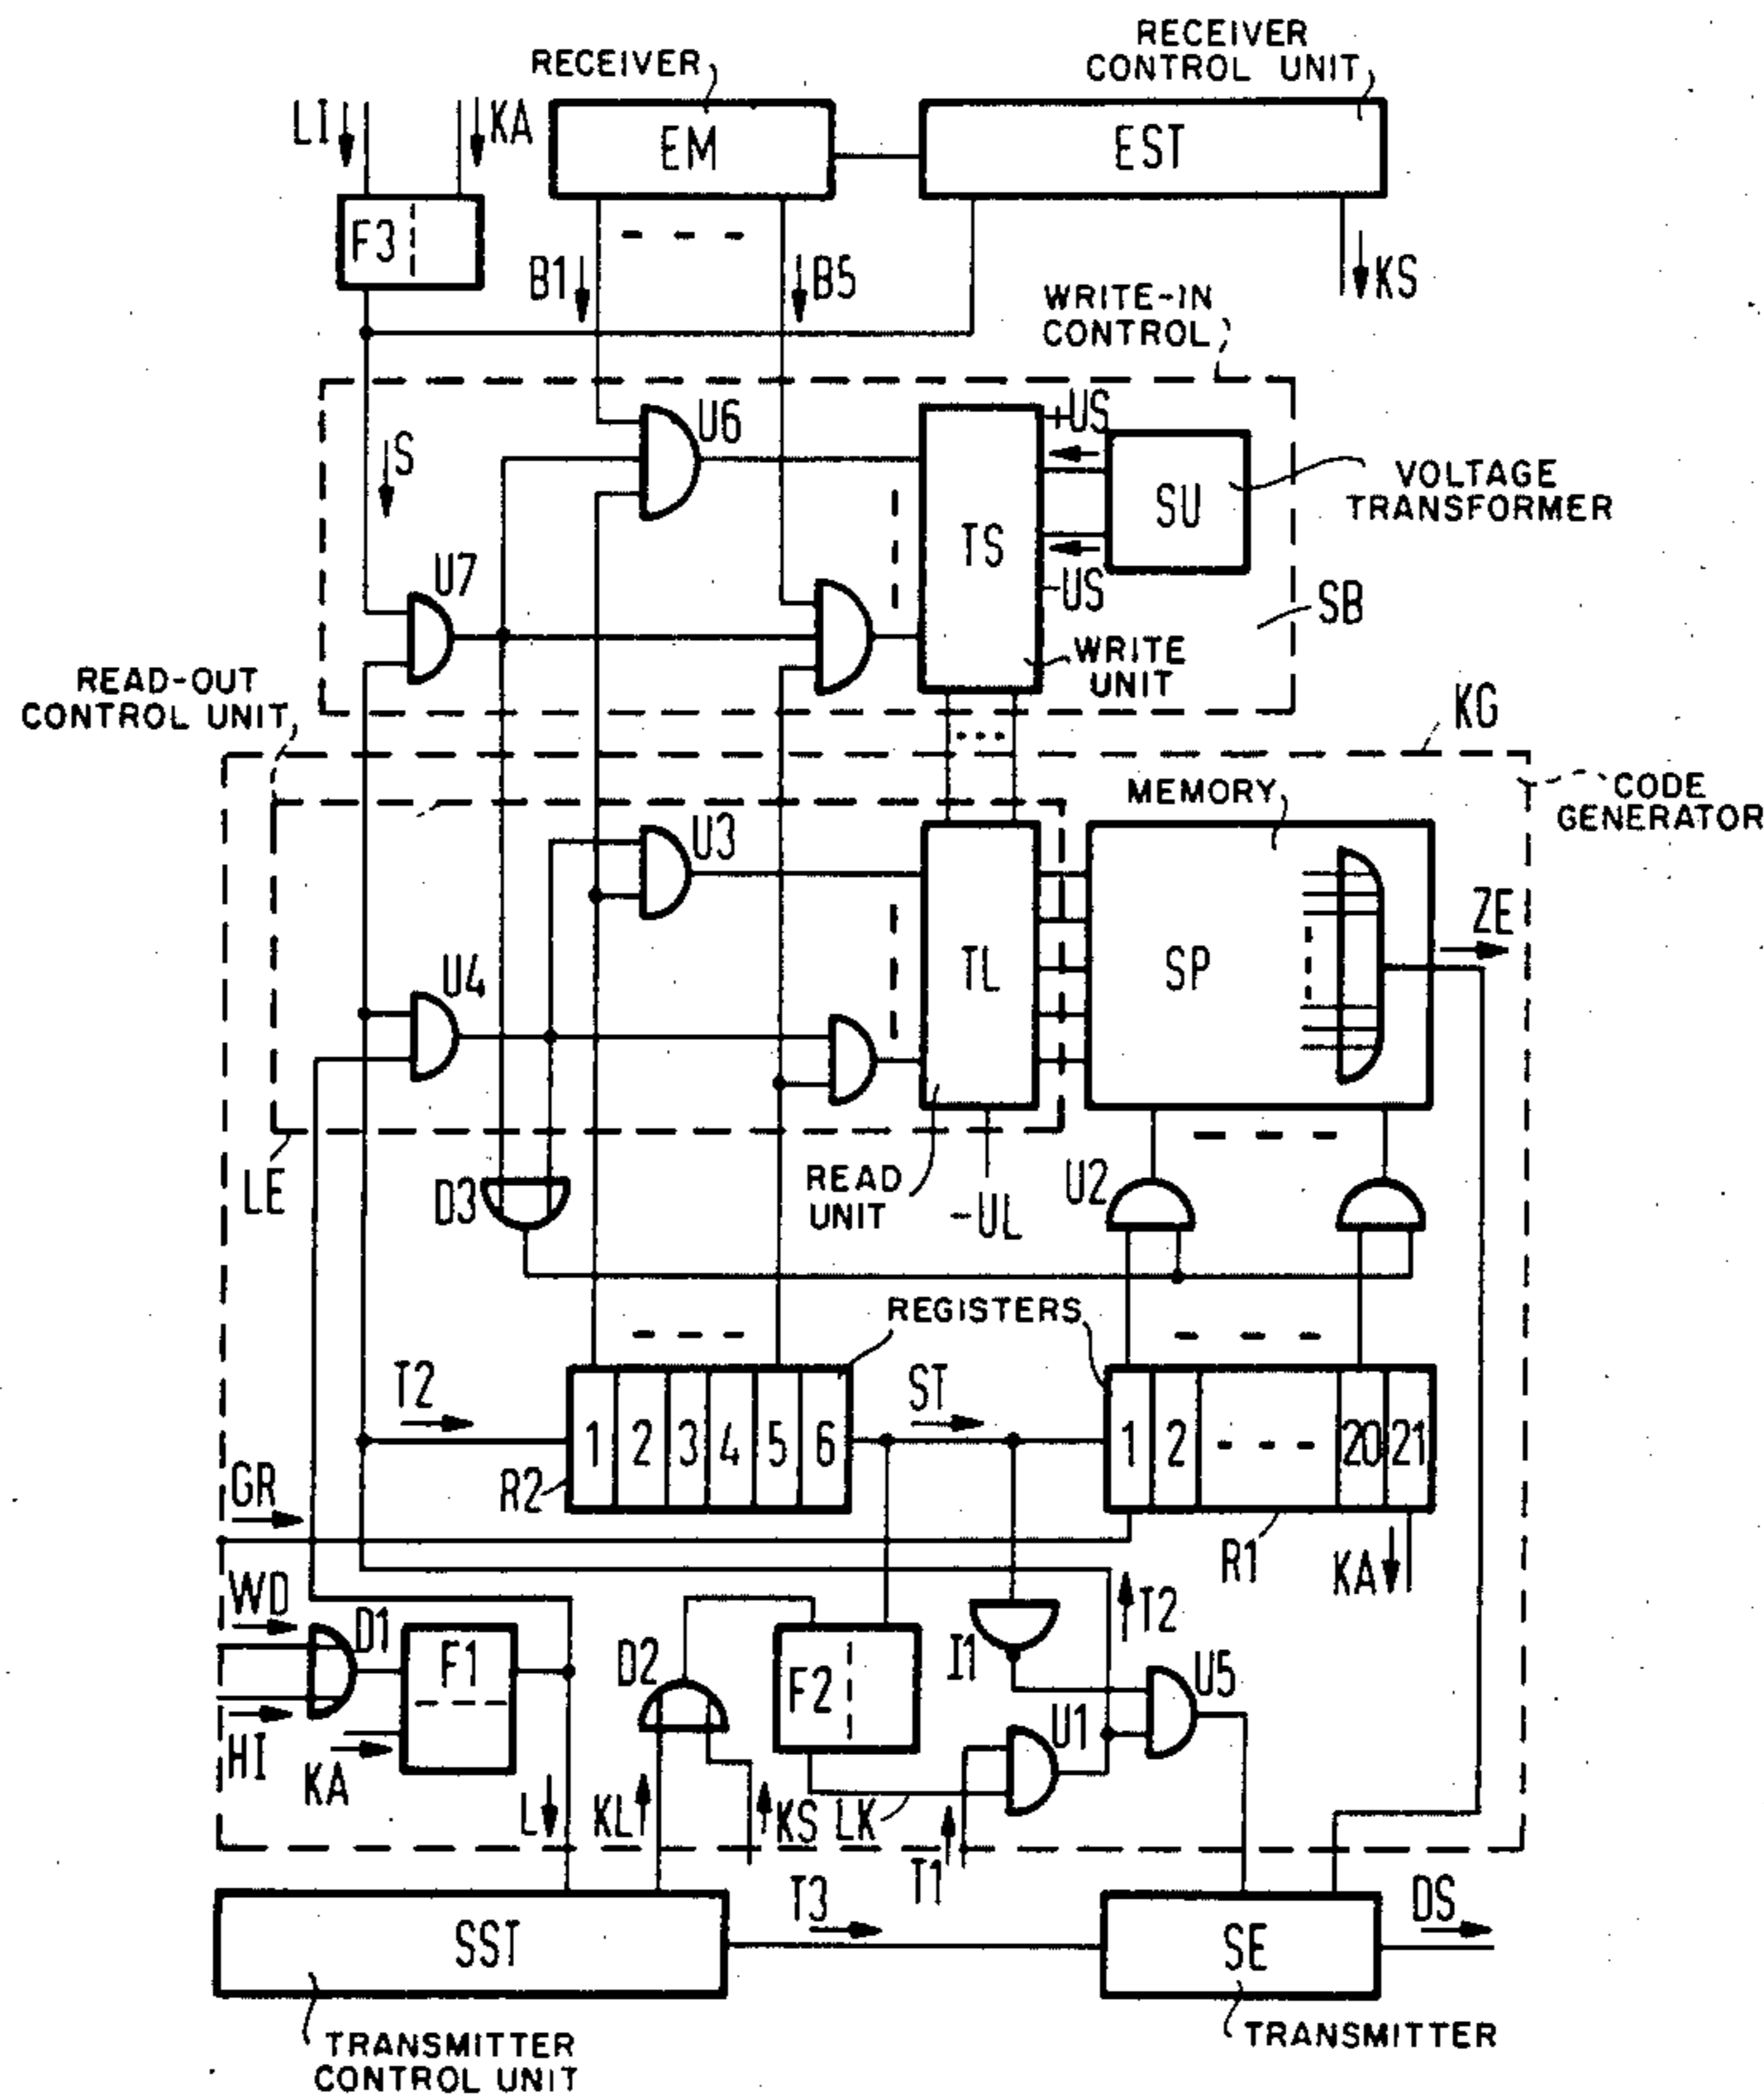 RECEIVER
RECEIVER
CONTROL UNIT
LI
KA
EM
EST
F3
B1
B5
KS
WRITE-IN
CONTROL
S
U6
+US
TS
SU
VOLTAGE
TRANSFORMER
U7
-US
SB
WRITE
UNIT
READ-OUT
CONTROL UNIT
KG
MEMORY
CODE
GENERATOR
U3
ZE
U4
TL
SP
LE
D3
READ
UNIT
-UL
U2
REGISTERS
T2
ST
1 2 3 4 5 6
1 2 20 21
R2
GR
R1
KA
WD
D1
F1
D2
F2
I1
T2
U5
U1
HI
KA
L
KL
KS
LK
T1
SST
T3
SE
DS
TRANSMITTER
CONTROL UNIT
TRANSMITTER